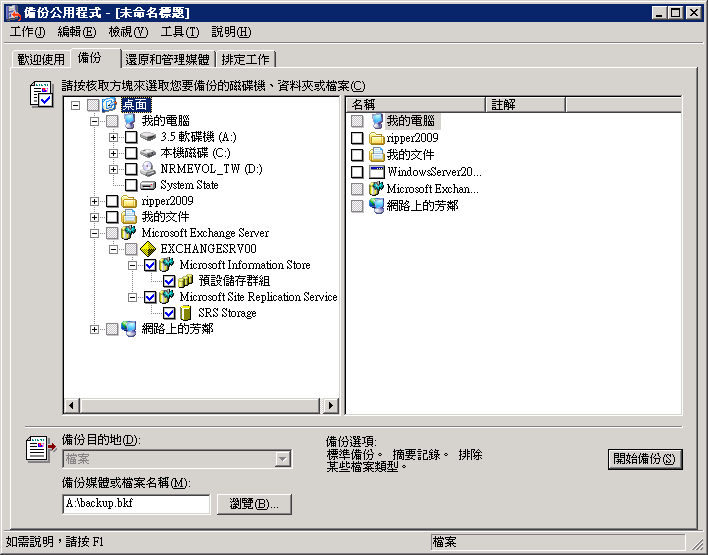 備份公用程式 - [未命名標題]
工作(J) 編輯(E) 檢視(V) 工具(T) 說明(H)
歡迎使用 備份 還原和管理媒體 排定工作
請按核取方塊來選取您要備份的磁碟機、資料夾或檔案(C)
桌面
我的電腦
3.5 軟碟機 (A:)
本機磁碟 (C:)
NRMEVOL_TW (D:)
System State
ripper2009
我的文件
Microsoft Exchange Server
EXCHANGESRV00
Microsoft Information Store
預設儲存群組
Microsoft Site Replication Service
SRS Storage
網路上的芳鄰
名稱 註解
我的電腦
ripper2009
我的文件
WindowsServer20...
Microsoft Exchan...
網路上的芳鄰
備份目的地(D):
檔案
備份媒體或檔案名稱(M):
A:\backup.bkf 瀏覽(B)...
備份選項:
標準備份。 摘要記錄。 排除
某些檔案類型。
開始備份(S)
如需說明，請按 F1 檔案